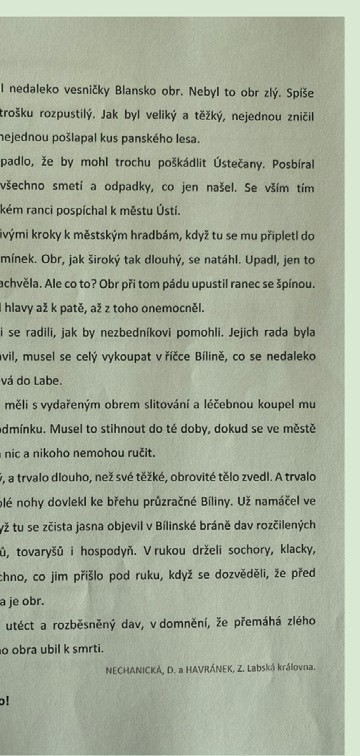 l nedaleko vesničky Blansko obr. Nebyl to obr zlý. Spíše
trošku rozpustilý. Jak byl veliký a těžký, nejednou zničil
nejednou pošlapal kus panského lesa.
padlo, že by mohl trochu poškádlit Ústečany. Posbíral
všechno smetí a odpadky, co jen našel. Se vším tím
kém ranci pospíchal k městu Ústí.
ivými kroky k městským hradbám, když tu se mu připletl do
mínek. Obr, jak široký tak dlouhý, se natáhl. Upadl, jen to
achvěla. Ale co to? Obr při tom pádu upustil ranec se špínou.
l hlavy až k patě, až z toho onemocněl.
i se radili, jak by nezbedníkovi pomohli. Jejich rada byla
avil, musel se celý vykoupat v říčce Bílině, co se nedaleko
vá do Labe.
měli s vydařeným obrem slitování a léčebnou koupel mu
odmínku. Musel to stihnout do té doby, dokud se ve městě
a nic a nikoho nemohou ručit.
ý, a trvalo dlouho, než své těžké, obrovité tělo zvedl. A trvalo
olé nohy dovlekl ke břehu průzračné Bíliny. Už namáčel ve
yž tu se zčista jasna objevil v Bílinské bráně dav rozčilených
ů, tovaryšů i hospodyň. V rukou drželi sochory, klacky,
chno, co jim přišlo pod ruku, když se dozvěděli, že před
a je obr.
utéct a rozběsněný dav, v domnění, že přemáhá zlého
ho obra ubil k smrti.
NECHANICKÁ, D. a HAVRÁNEK, Z. Labská královna.
o!